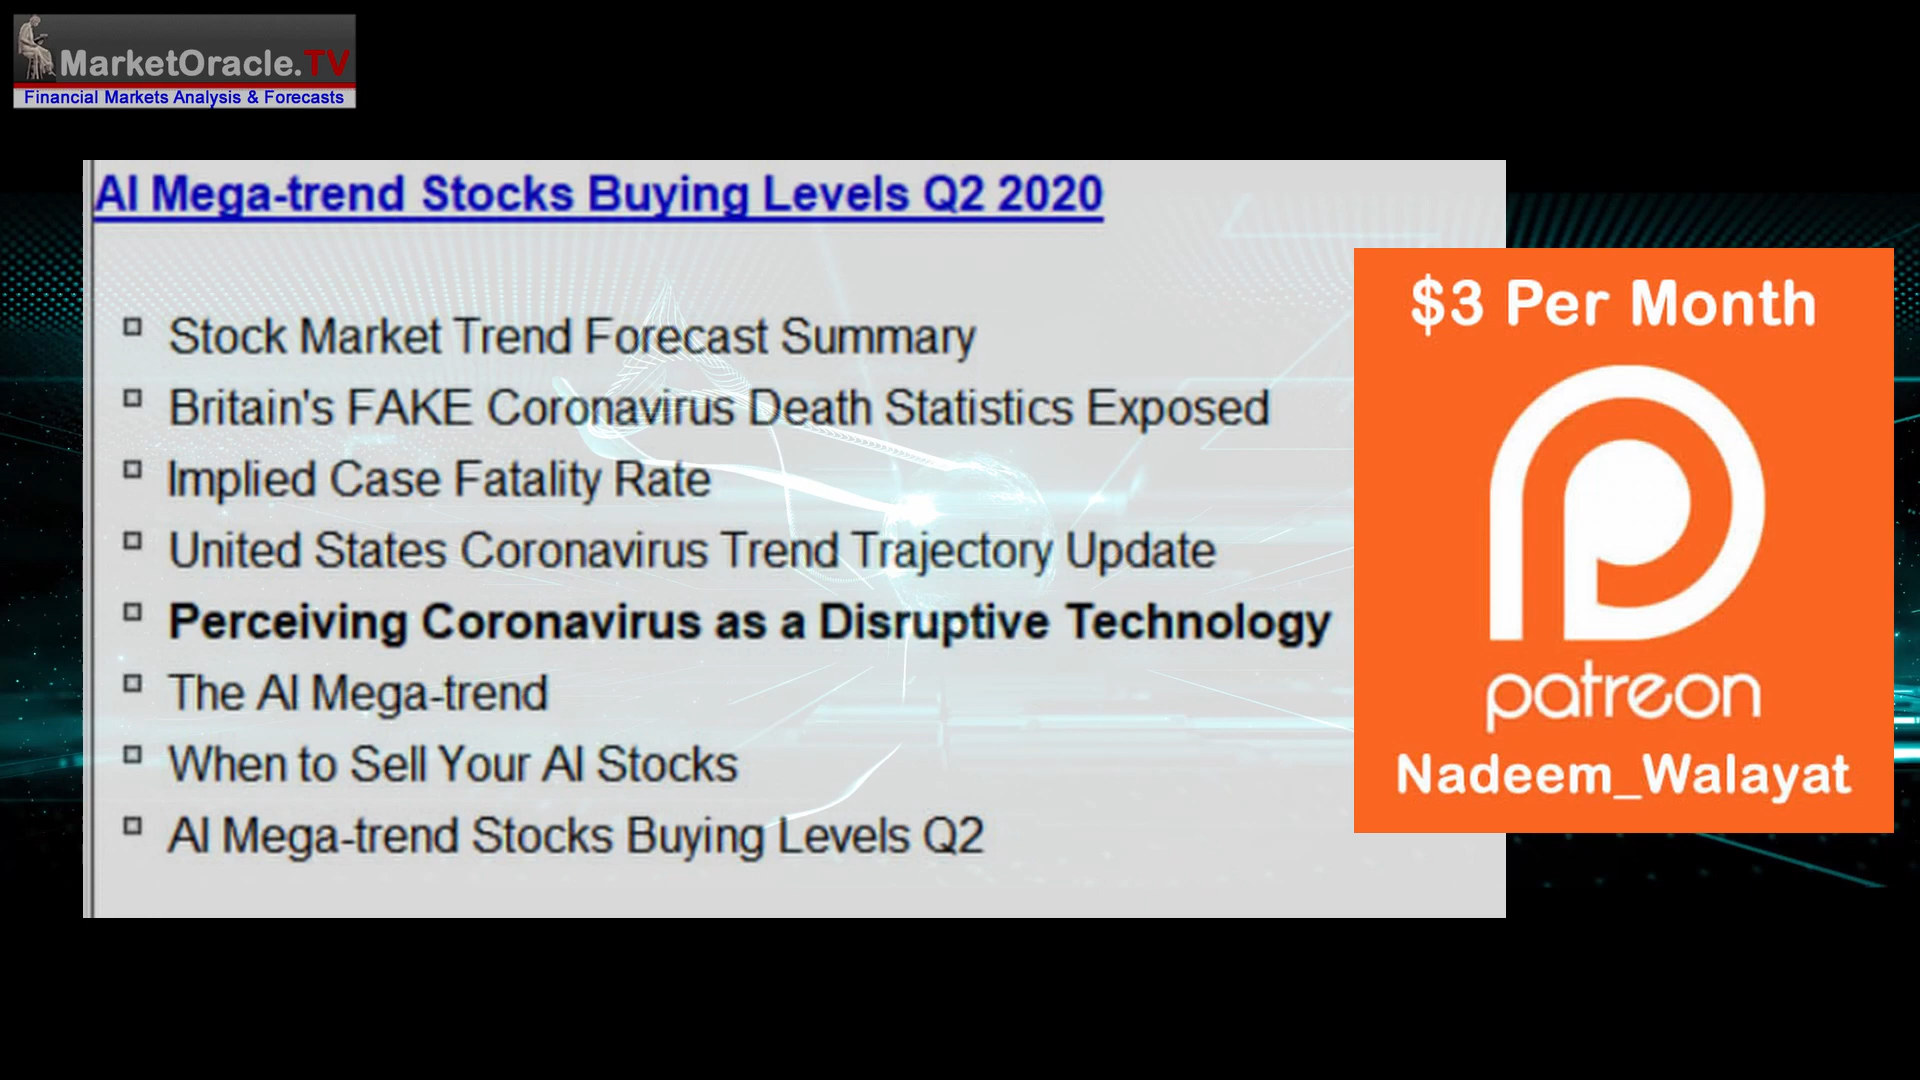 MarketOracle.TV
Financial Markets Analysis & Forecasts
AI Mega-trend Stocks Buying Levels Q2 2020
Stock Market Trend Forecast Summary
Britain's FAKE Coronavirus Death Statistics Exposed
Implied Case Fatality Rate
United States Coronavirus Trend Trajectory Update
Perceiving Coronavirus as a Disruptive Technology
The AI Mega-trend
When to Sell Your AI Stocks
AI Mega-trend Stocks Buying Levels Q2
$3 Per Month
patreon
Nadeem_Walayat